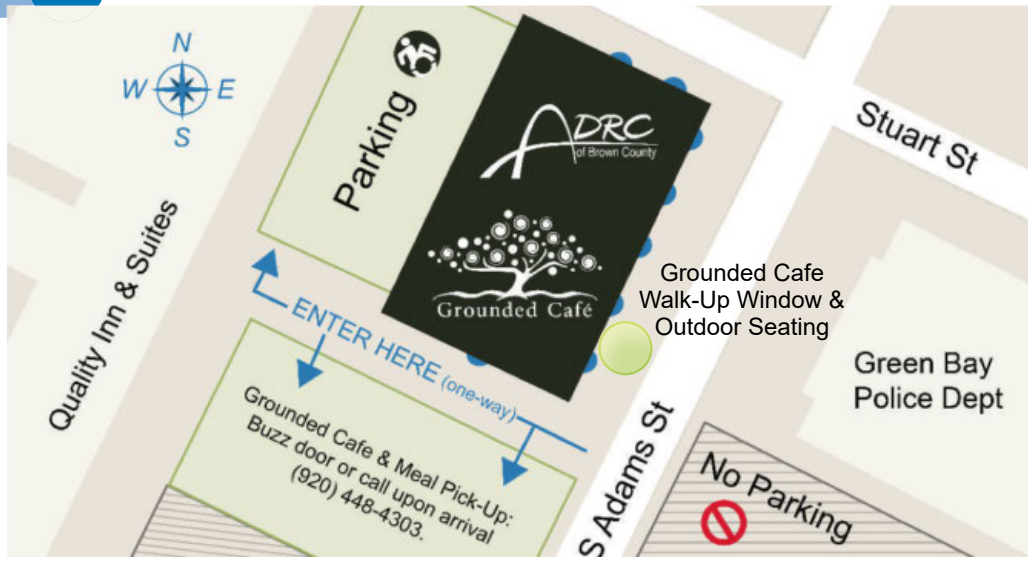 N
W E
S
Parking
ADRC
of Brown County
Grounded Café
Stuart St
Quality Inn & Suites
ENTER HERE (one-way)
Grounded Cafe
Walk-Up Window &
Outdoor Seating
Green Bay
Police Dept
Grounded Cafe & Meal Pick-Up:
Buzz door or call upon arrival
(920) 448-4303.
S Adams St
No Parking